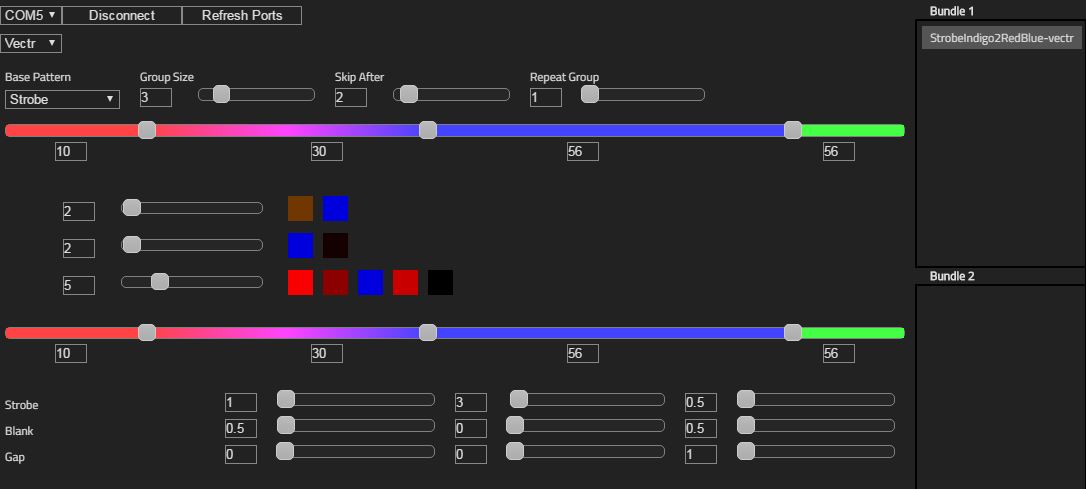 COM5 Disconnect Refresh Ports
Vectr
Base Pattern Group Size Skip After Repeat Group
Strobe 3 2 1
10 30 56 56
2
2
5
10 30 56 56
Strobe 1 3 0.5
Blank 0.5 0 0.5
Gap 0 0 1
Bundle 1
StrobeIndigo2RedBlue-vectr
Bundle 2